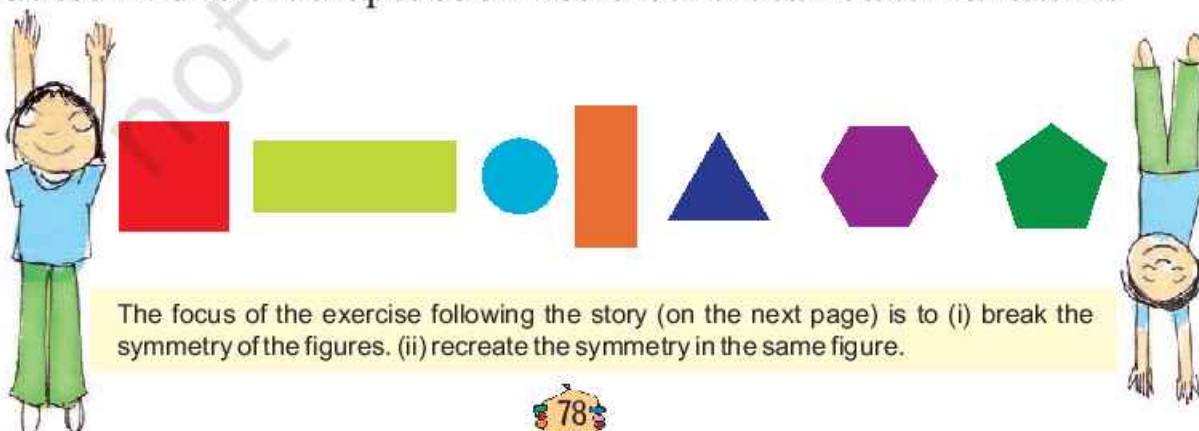 not
The focus of the exercise following the story (on the next page) is to (i) break the
symmetry of the figures. (ii) recreate the symmetry in the same figure.
78